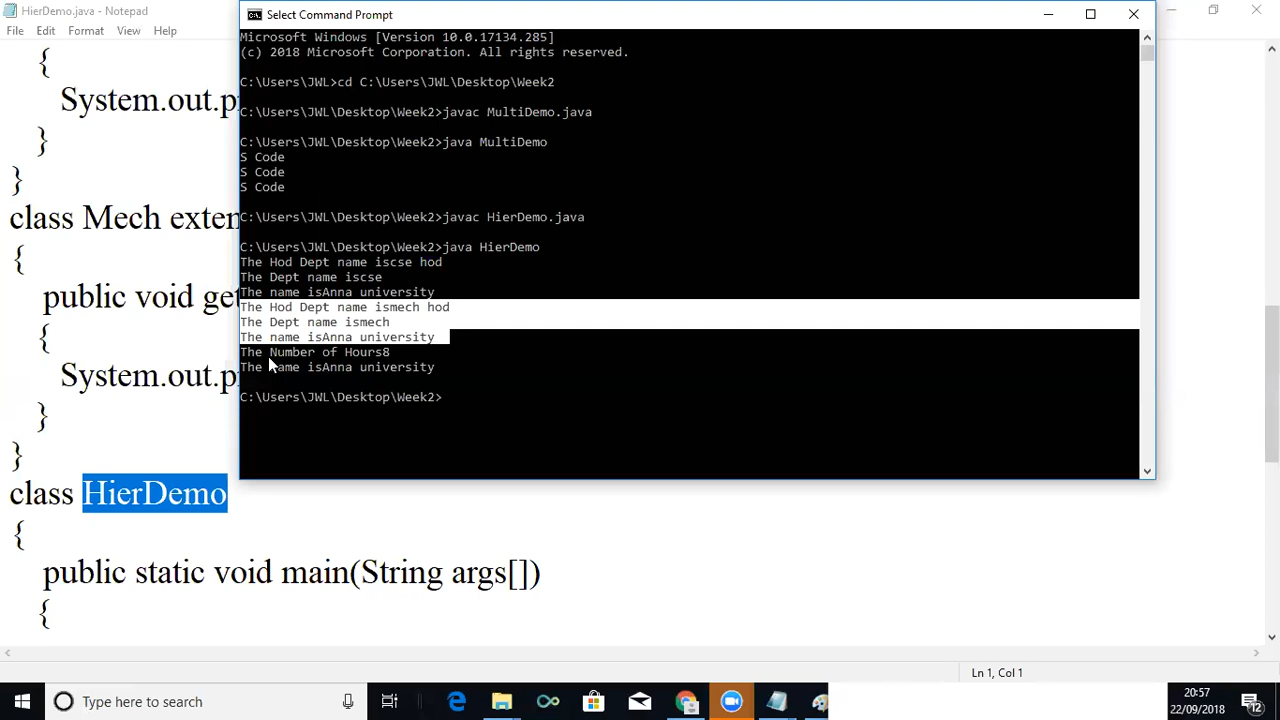 HierDemo.java - Notepad
File Edit Format View Help
{
System.out.p
}
}
class Mech exten
{
public void get
{
System.out.p
}
}
class HierDemo
{
public static void main(String args[])
{
Select Command Prompt
Microsoft Windows [Version 10.0.17134.285]
(c) 2018 Microsoft Corporation. All rights reserved.
C:\Users\JWL>cd C:\Users\JWL\Desktop\Week2
C:\Users\JWL\Desktop\Week2>javac MultiDemo.java
C:\Users\JWL\Desktop\Week2>java MultiDemo
S Code
S Code
S Code
C:\Users\JWL\Desktop\Week2>javac HierDemo.java
C:\Users\JWL\Desktop\Week2>java HierDemo
The Hod Dept name iscse hod
The Dept name iscse
The name isAnna university
The Hod Dept name ismech hod
The Dept name ismech
The name isAnna university
The Number of Hours8
The name isAnna university
C:\Users\JWL\Desktop\Week2>
Ln 1, Col 1
Type here to search
20:57
22/09/2018
12